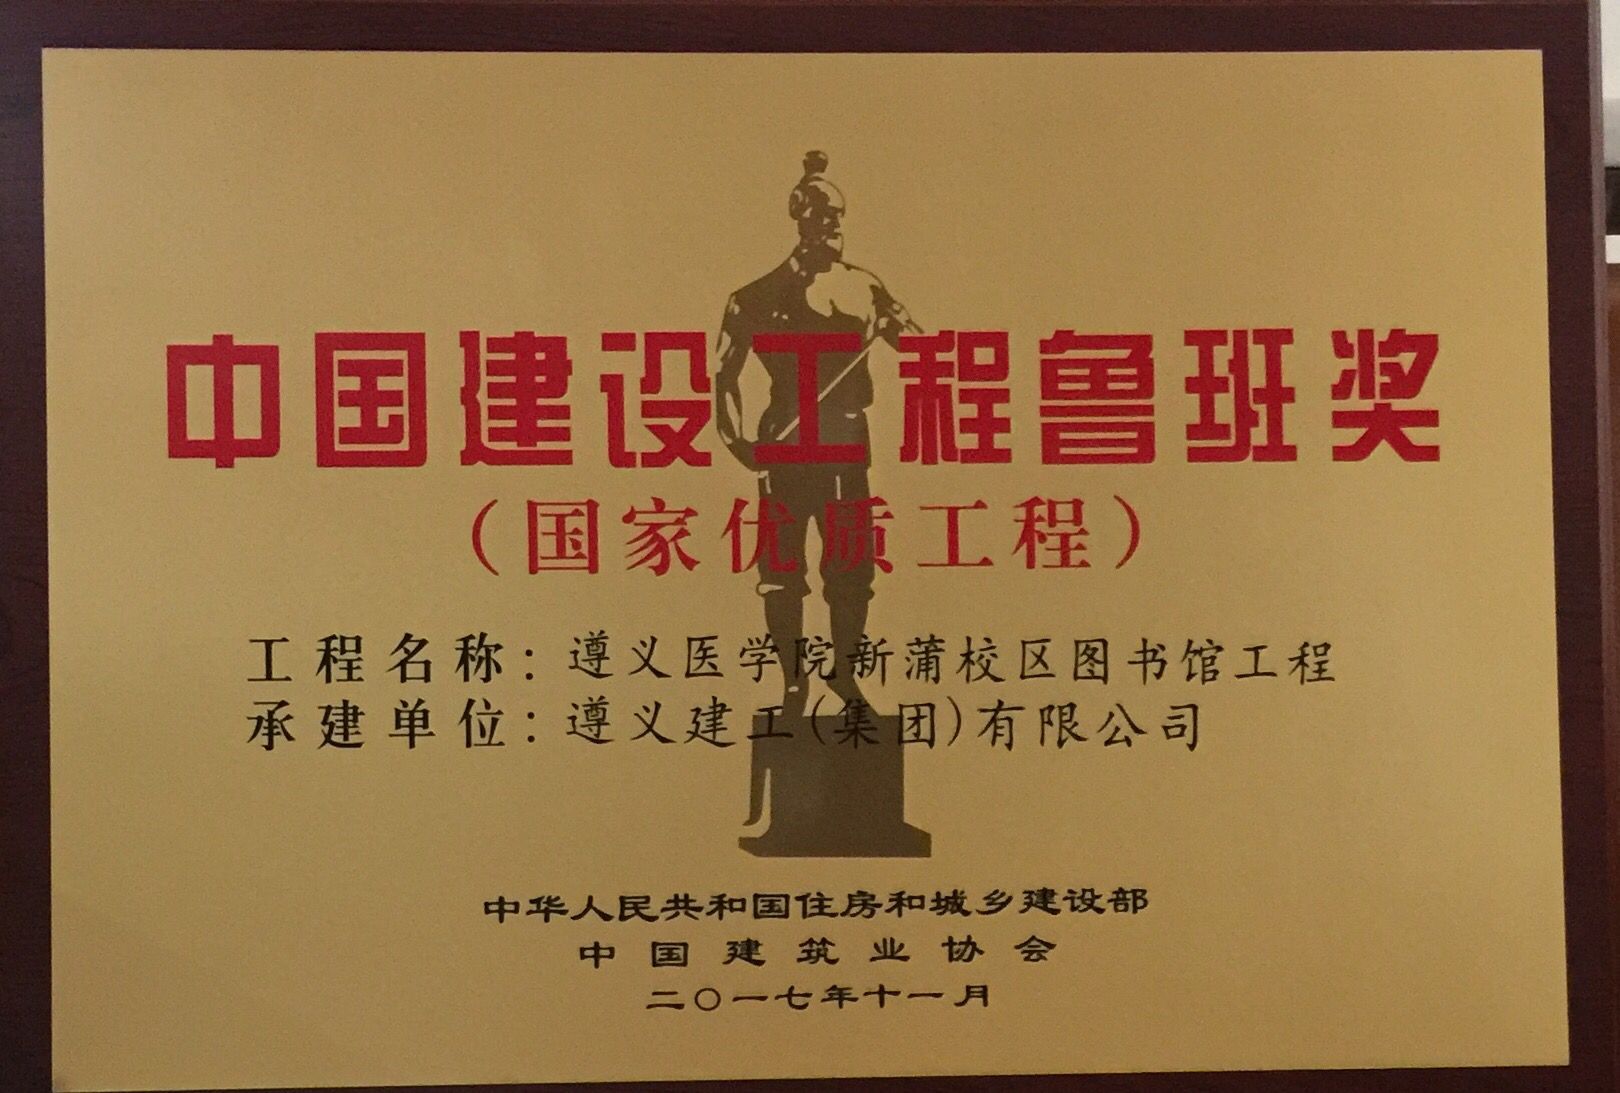 中国建设工程鲁班奖
（国家优质工程）
工程名称：遵义医学院新蒲校区图书馆工程
承建单位：遵义建工(集团)有限公司
中华人民共和国住房和城乡建设部
中国建筑业协会
二〇一七年十一月